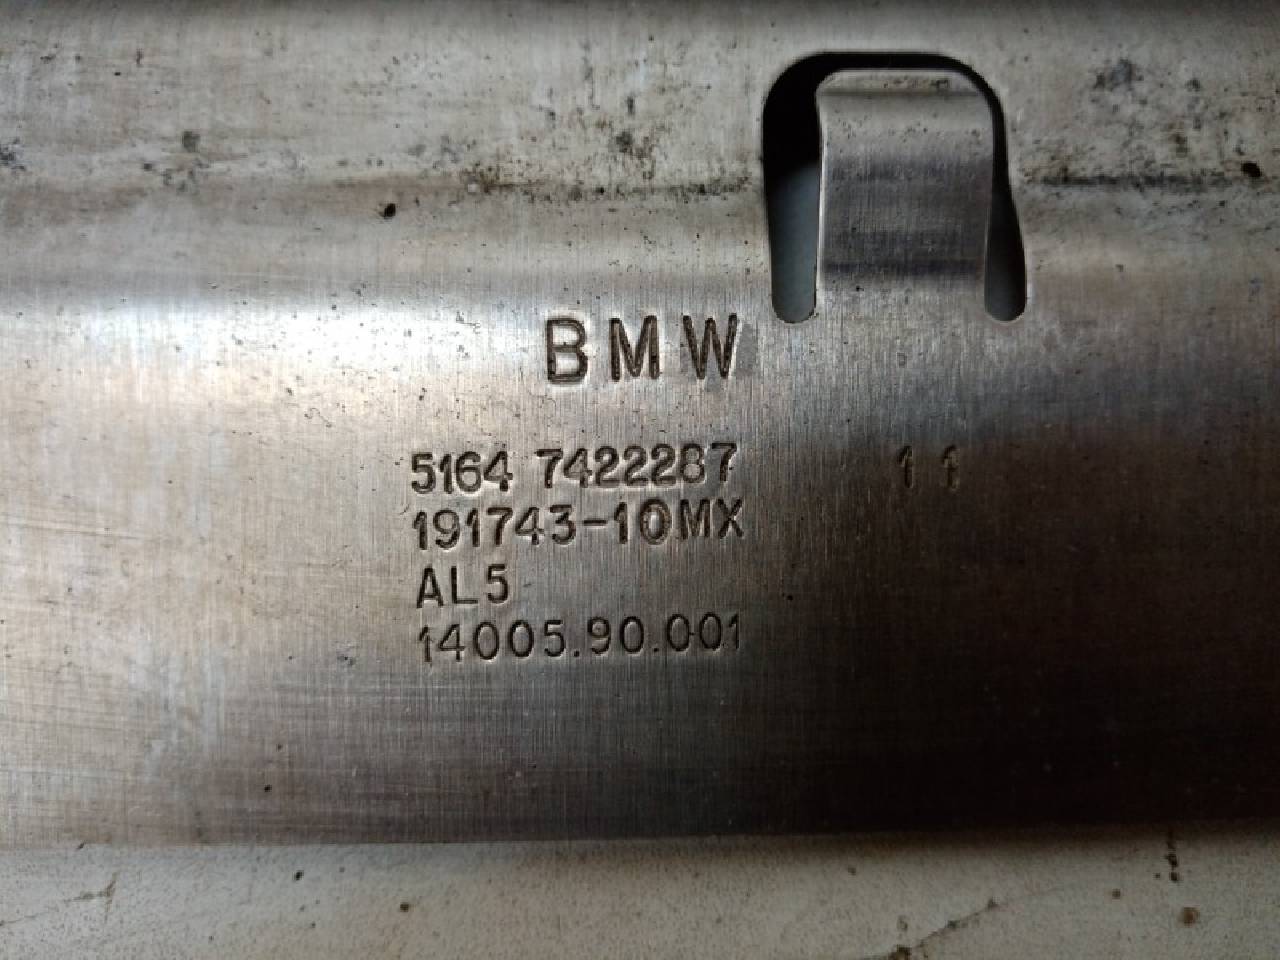 BMW
5164 7422287 11
191743-10MX
AL5
14005.90.001